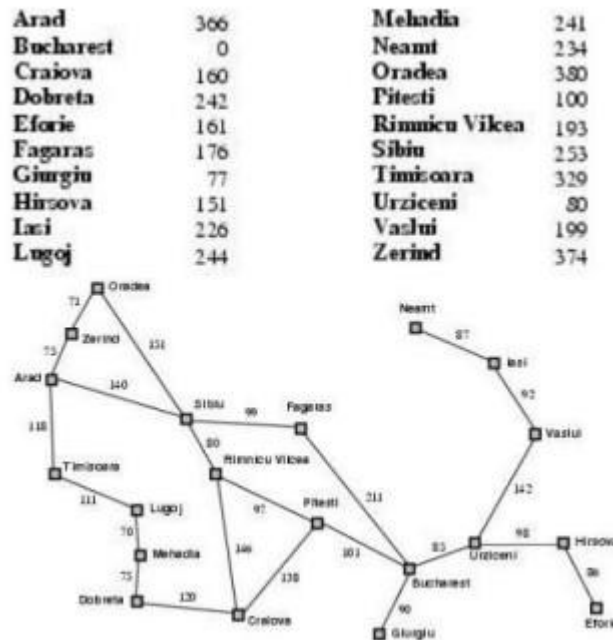 Arad 366 Mehadia 241
Bucharest 0 Neamt 234
Craiova 160 Oradea 380
Dobreta 242 Pitesti 100
Eforie 161 Rimnicu Vilcea 193
Fagaras 176 Sibiu 253
Giurgiu 77 Timisoara 329
Hirsova 151 Urziceni 80
Iasi 226 Vaslui 199
Lugoj 244 Zerind 374
Oradea
71
Neamt
Zerind
87
151
75
Iasi
Arad
140
92
Sibiu
99
Fagaras
118
Vaslui
80
Timisoara
Rimnicu Vilcea
111
Lugoj
97
Pitesti
211
142
70
146
98
Hirsova
Mehadia
101
85
Urziceni
75
138
86
Bucharest
120
Dobreta
90
Craiova
Giurgiu
Efori